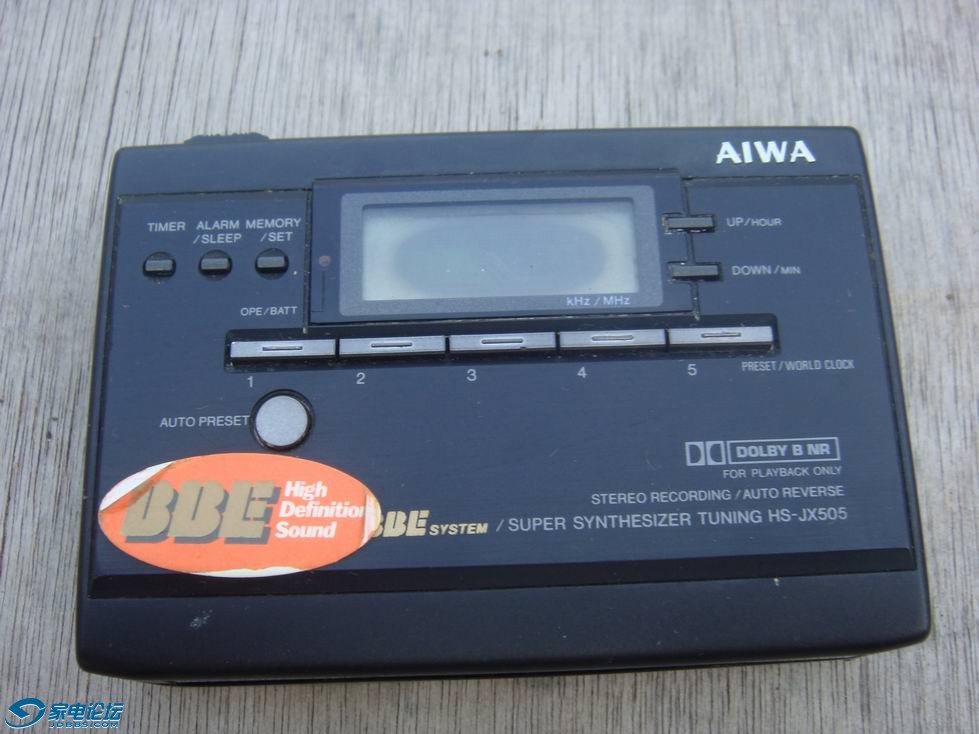 AIWA
TIMER
ALARM
/SLEEP
MEMORY
/SET
UP/HOUR
DOWN/MIN
kHz/MHz
OPE/BATT
1 2 3 4 5
PRESET/WORLD CLOCK
AUTO PRESET
DOLBY B NR
FOR PLAYBACK ONLY
STEREO RECORDING/AUTO REVERSE
BBE SYSTEM/SUPER SYNTHESIZER TUNING HS-JX505
BBE
High
Definition
Sound
家电论坛
JDBBS.COM